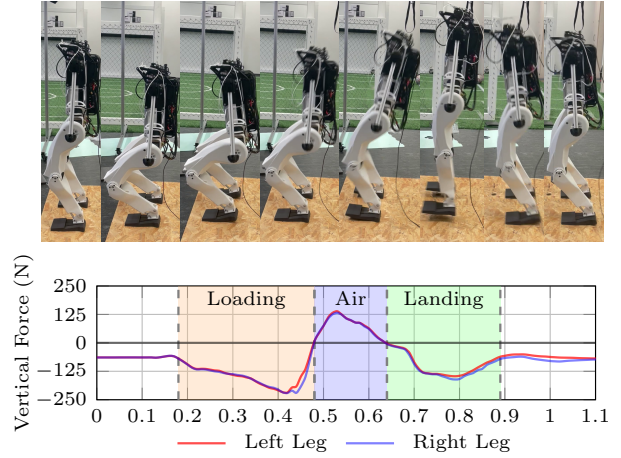 Vertical Force (N)
250
125
0
−125
−250
Loading
Air
Landing
0 0.1 0.2 0.3 0.4 0.5 0.6 0.7 0.8 0.9 1 1.1
Left Leg Right Leg